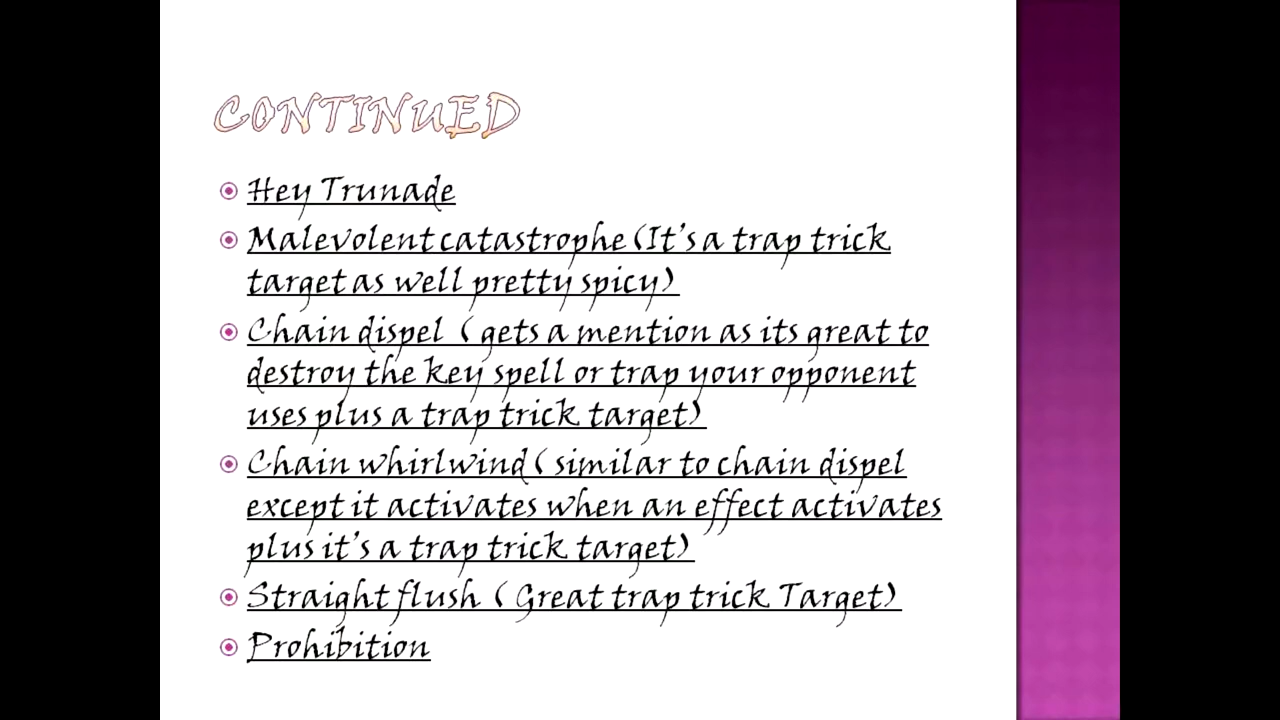 CONTINUED
Hey Trunade
Malevolent catastrophe (It's a trap trick
target as well pretty spicy)
Chain dispel ( gets a mention as its great to
destroy the key spell or trap your opponent
uses plus a trap trick target)
Chain whirlwind ( similar to chain dispel
except it activates when an effect activates
plus it's a trap trick target)
Straight flush ( Great trap trick Target)
Prohibition